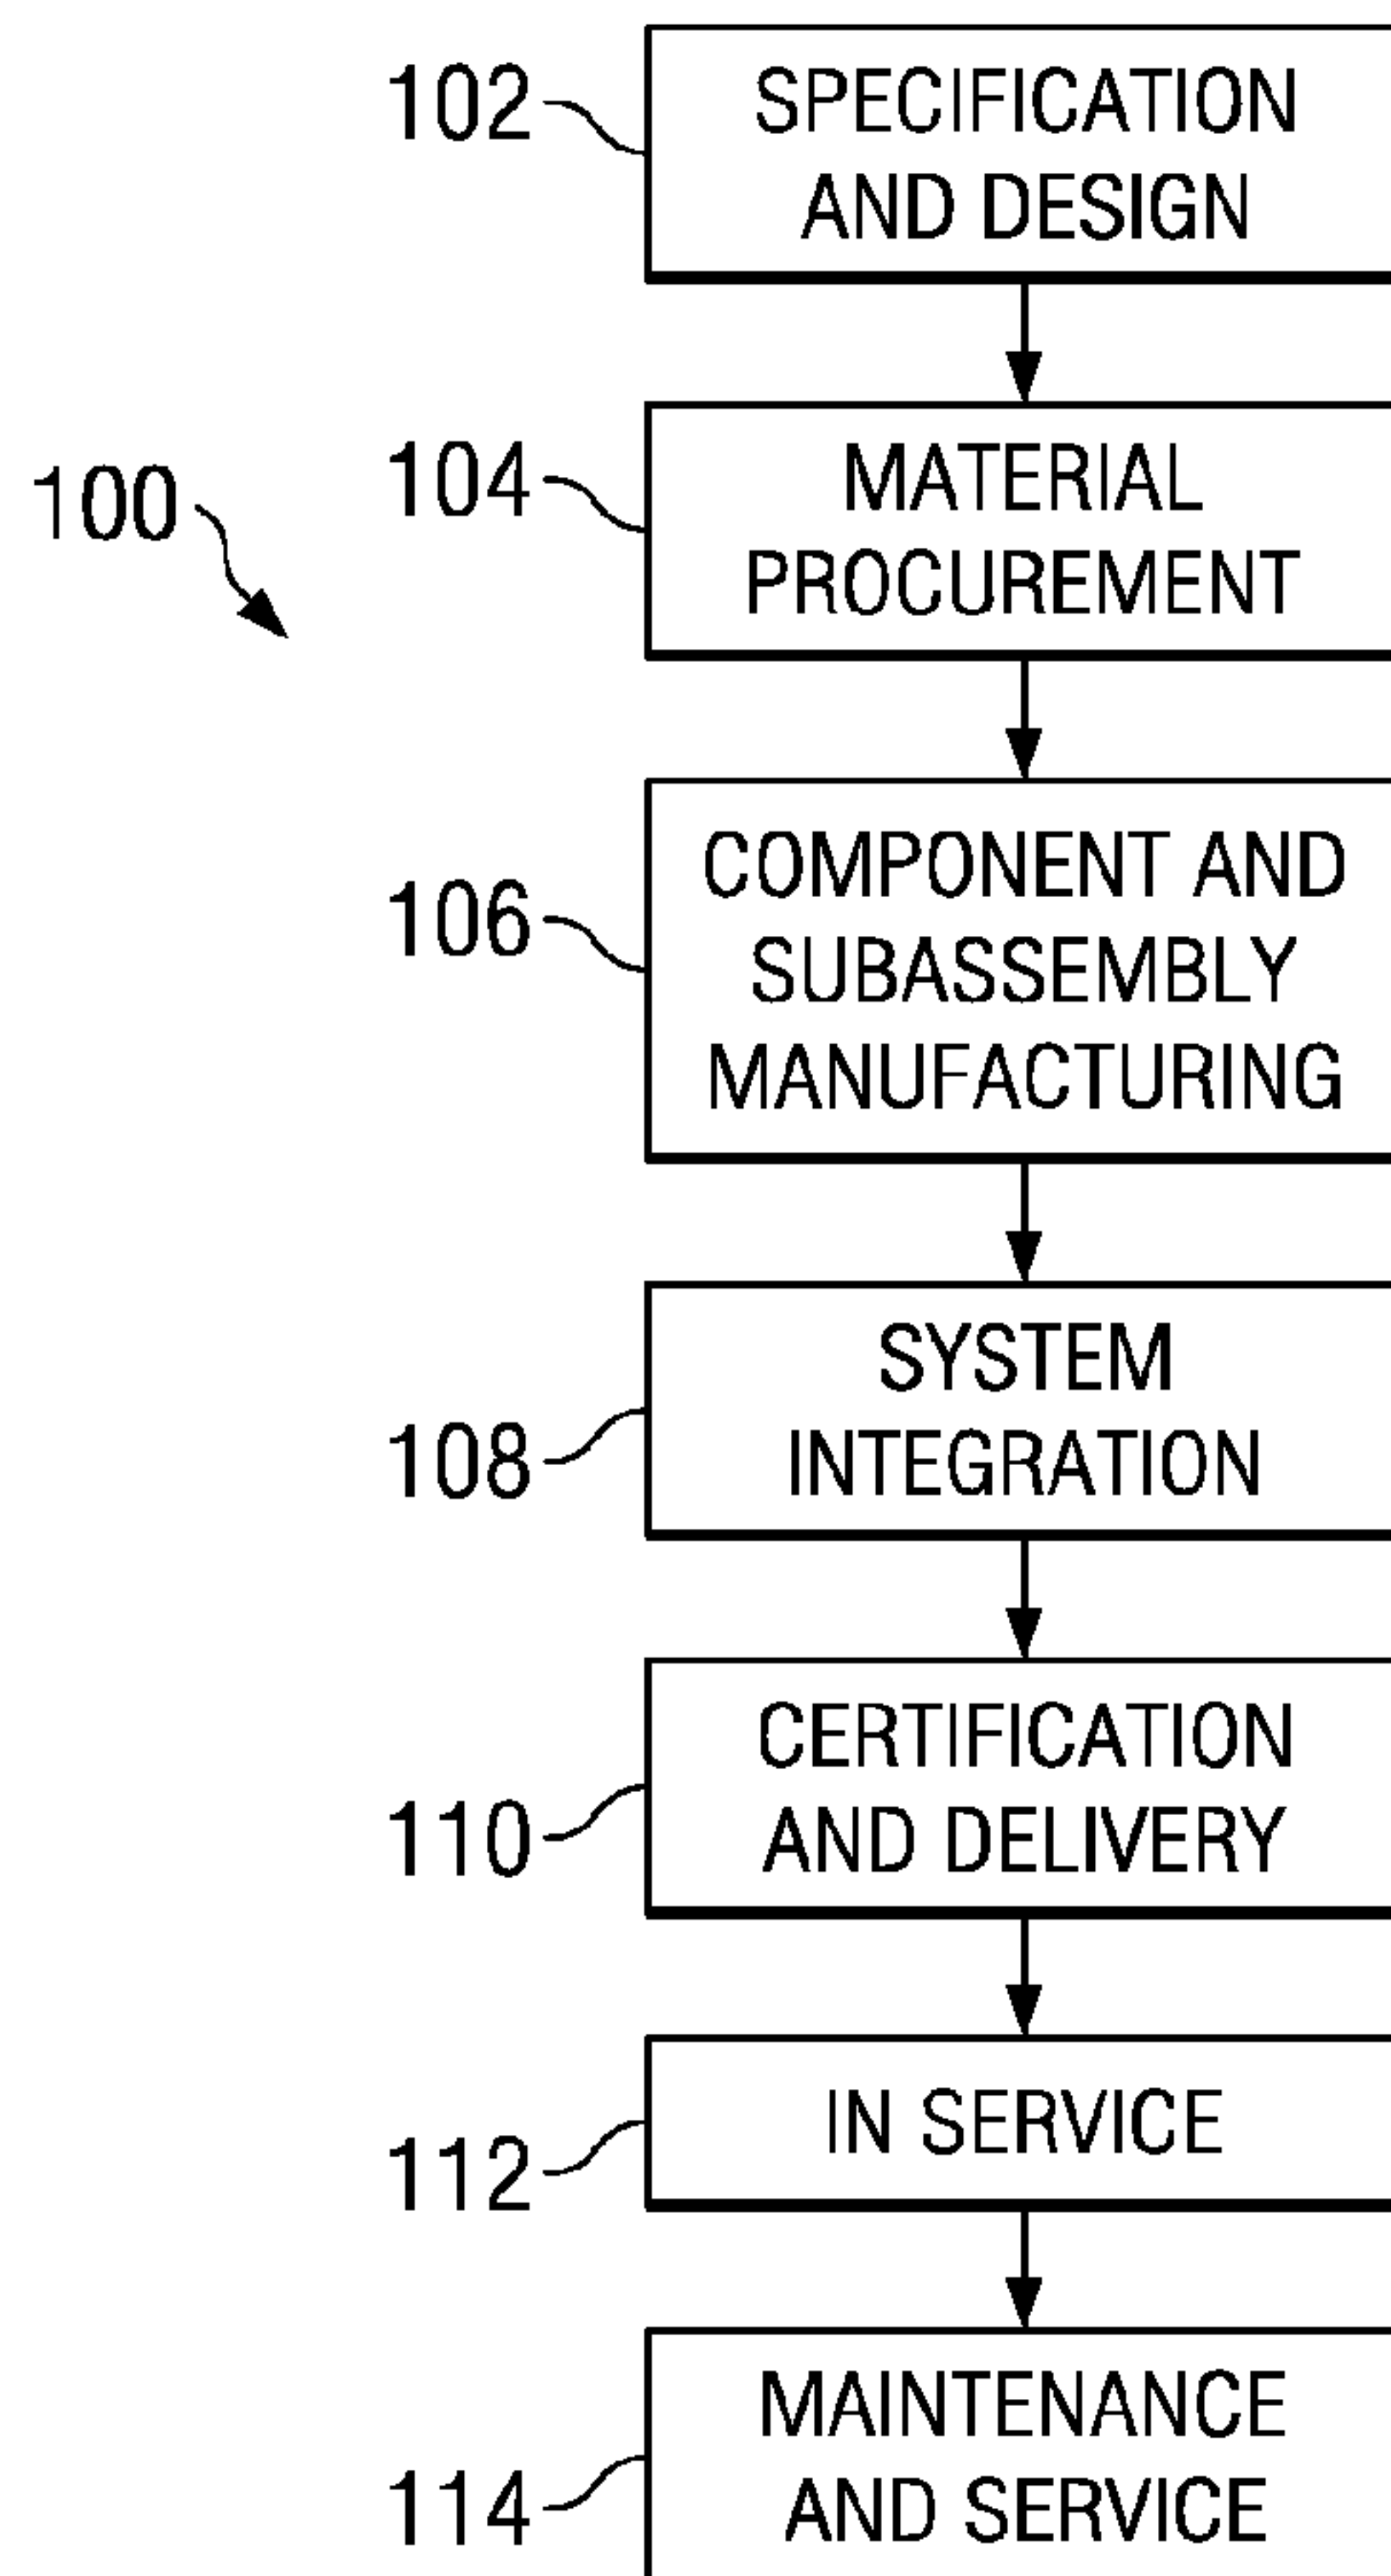 102
SPECIFICATION
AND DESIGN
100
104
MATERIAL
PROCUREMENT
106
COMPONENT AND
SUBASSEMBLY
MANUFACTURING
108
SYSTEM
INTEGRATION
110
CERTIFICATION
AND DELIVERY
112
IN SERVICE
114
MAINTENANCE
AND SERVICE